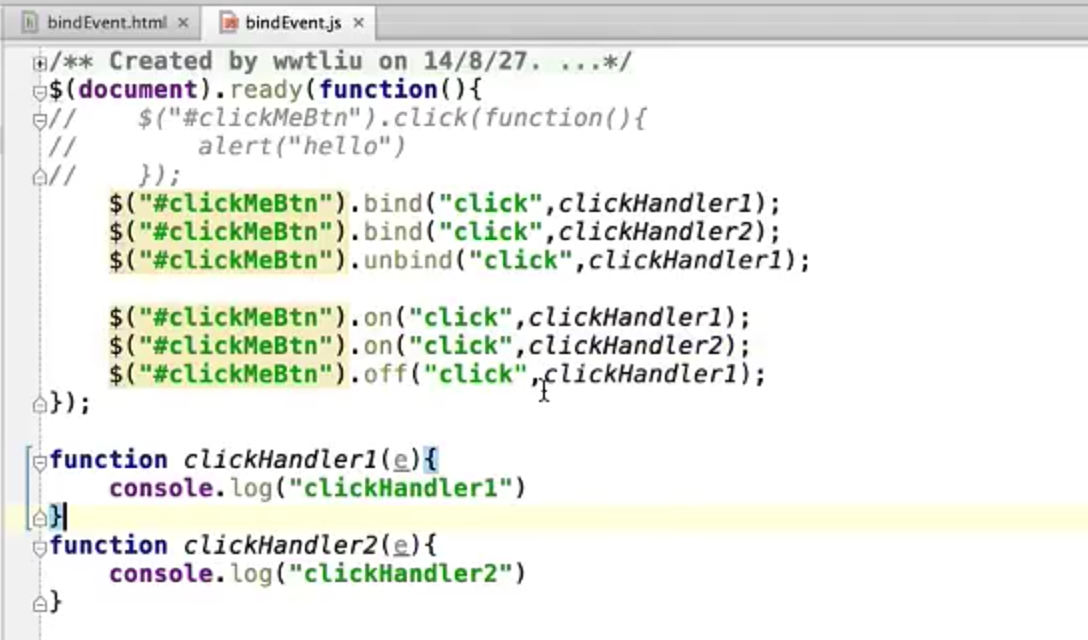 bindEvent.html × bindEvent.js ×
/** Created by wwtliu on 14/8/27. ...*/
$(document).ready(function(){
//    $("#clickMeBtn").click(function(){
//        alert("hello")
//    });
    $("#clickMeBtn").bind("click",clickHandler1);
    $("#clickMeBtn").bind("click",clickHandler2);
    $("#clickMeBtn").unbind("click",clickHandler1);
    $("#clickMeBtn").on("click",clickHandler1);
    $("#clickMeBtn").on("click",clickHandler2);
    $("#clickMeBtn").off("click",clickHandler1);
});
function clickHandler1(e){
    console.log("clickHandler1")
}
function clickHandler2(e){
    console.log("clickHandler2")
}